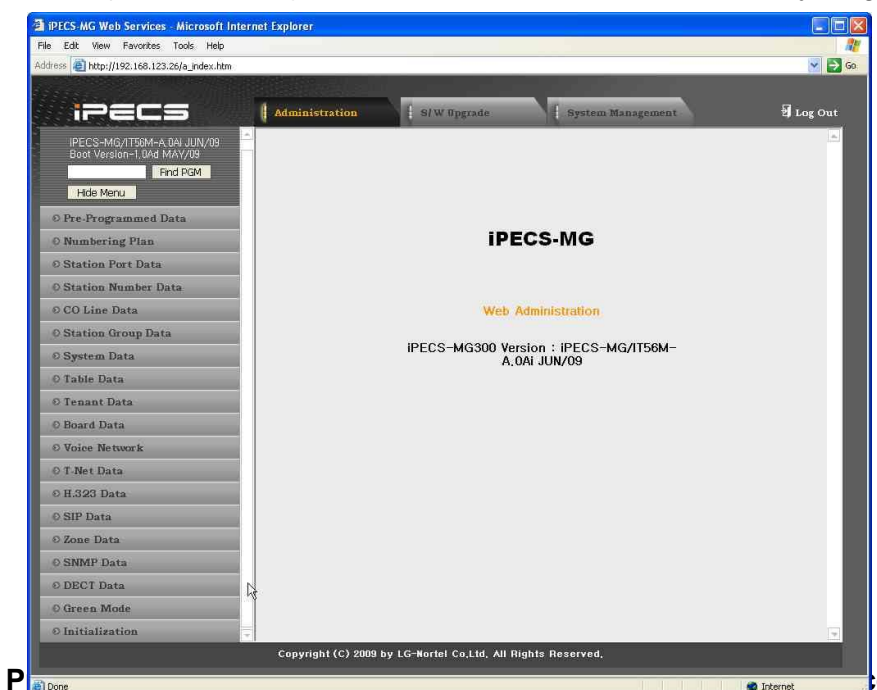 iPECS-MG Web Services - Microsoft Internet Explorer
File Edit View Favorites Tools Help
Address http://192.168.123.26/a_index.htm Go
iPECS Administration S/W Upgrade System Management Log Out
iPECS-MG/IT56M-A.0Ai JUN/09
Boot Version-1.0Ad MAY/09
Find PGM
Hide Menu
Pre-Programmed Data
Numbering Plan
Station Port Data
Station Number Data
CO Line Data
Station Group Data
System Data
Table Data
Tenant Data
Board Data
Voice Network
T-Net Data
H.323 Data
SIP Data
Zone Data
SNMP Data
DECT Data
Green Mode
Initialization
iPECS-MG
Web Administration
iPECS-MG300 Version : iPECS-MG/IT56M-
A.0Ai JUN/09
Copyright (C) 2009 by LG-Nortel Co,Ltd, All Rights Reserved,
P
Done Internet